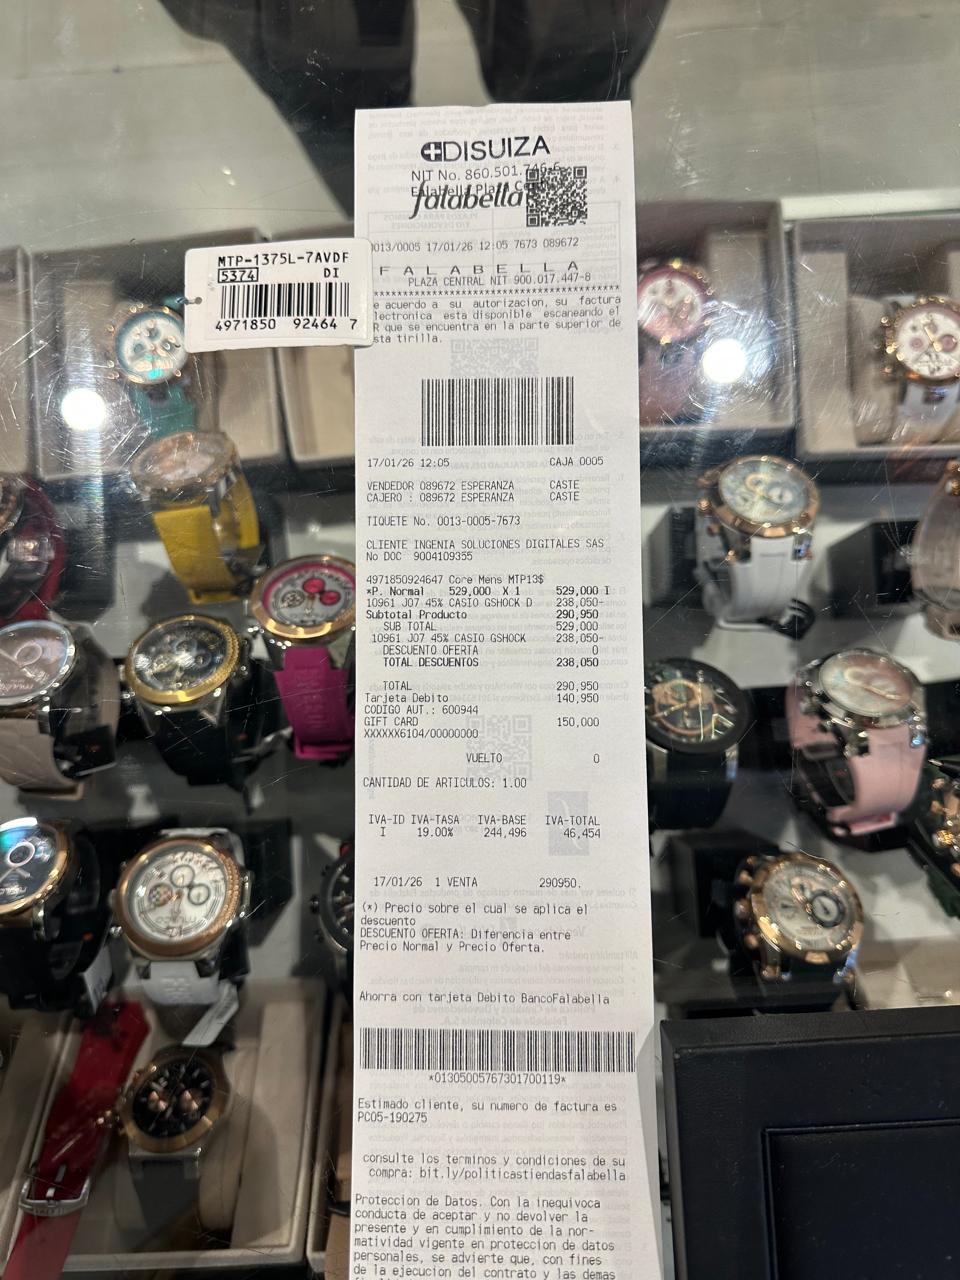 DISUIZA
NIT No. 860.501.746-6
Falabella Plaza
falabella
0013/0005 17/01/26 12:05 7673 089672
FALABELLA
PLAZA CENTRAL NIT 900.017.447-8
MTP-1375L-7AVDF
5374 DI
4971850 92464 7
e acuerdo a su autorizacion, su factura
lectronica esta disponible escaneando el
R que se encuentra en la parte superior de
sta tirilla.
17/01/26 12:05 CAJA 0005
VENDEDOR 089672 ESPERANZA CASTE
CAJERO : 089672 ESPERANZA CASTE
TIQUETE No. 0013-0005-7673
CLIENTE INGENIA SOLUCIONES DIGITALES SAS
No DOC 9004109355
4971850924647 Core Mens MTP13$
*P. Normal 529,000 X 1 529,000 I
10961 J07 45% CASIO GSHOCK D 238,050-
Subtotal Producto 290,950
SUB TOTAL 529,000
10961 J07 45% CASIO GSHOCK 238,050-
DESCUENTO OFERTA 0
TOTAL DESCUENTOS 238,050
TOTAL 290,950
Tarjeta Debito 140,950
CODIGO AUT.: 600944
GIFT CARD 150,000
XXXXXX6104/00000000
VUELTO 0
CANTIDAD DE ARTICULOS: 1.00
IVA-ID IVA-TASA IVA-BASE IVA-TOTAL
I 19.00% 244,496 46,454
17/01/26 1 VENTA 290950.
(*) Precio sobre el cual se aplica el
descuento
DESCUENTO OFERTA: Diferencia entre
Precio Normal y Precio Oferta.
Ahorra con tarjeta Debito BancoFalabella
*01305005767301700119*
Estimado cliente, su numero de factura es
PC05-190275
consulte los terminos y condiciones de su
compra: bit.ly/politicastiendasfalabella
Proteccion de Datos. Con la inequivoca
conducta de aceptar y no devolver la
presente y en cumplimiento de la nor-
matividad vigente en proteccion de datos
personales, se advierte que, con fines
de la ejecucion del contrato y las demas